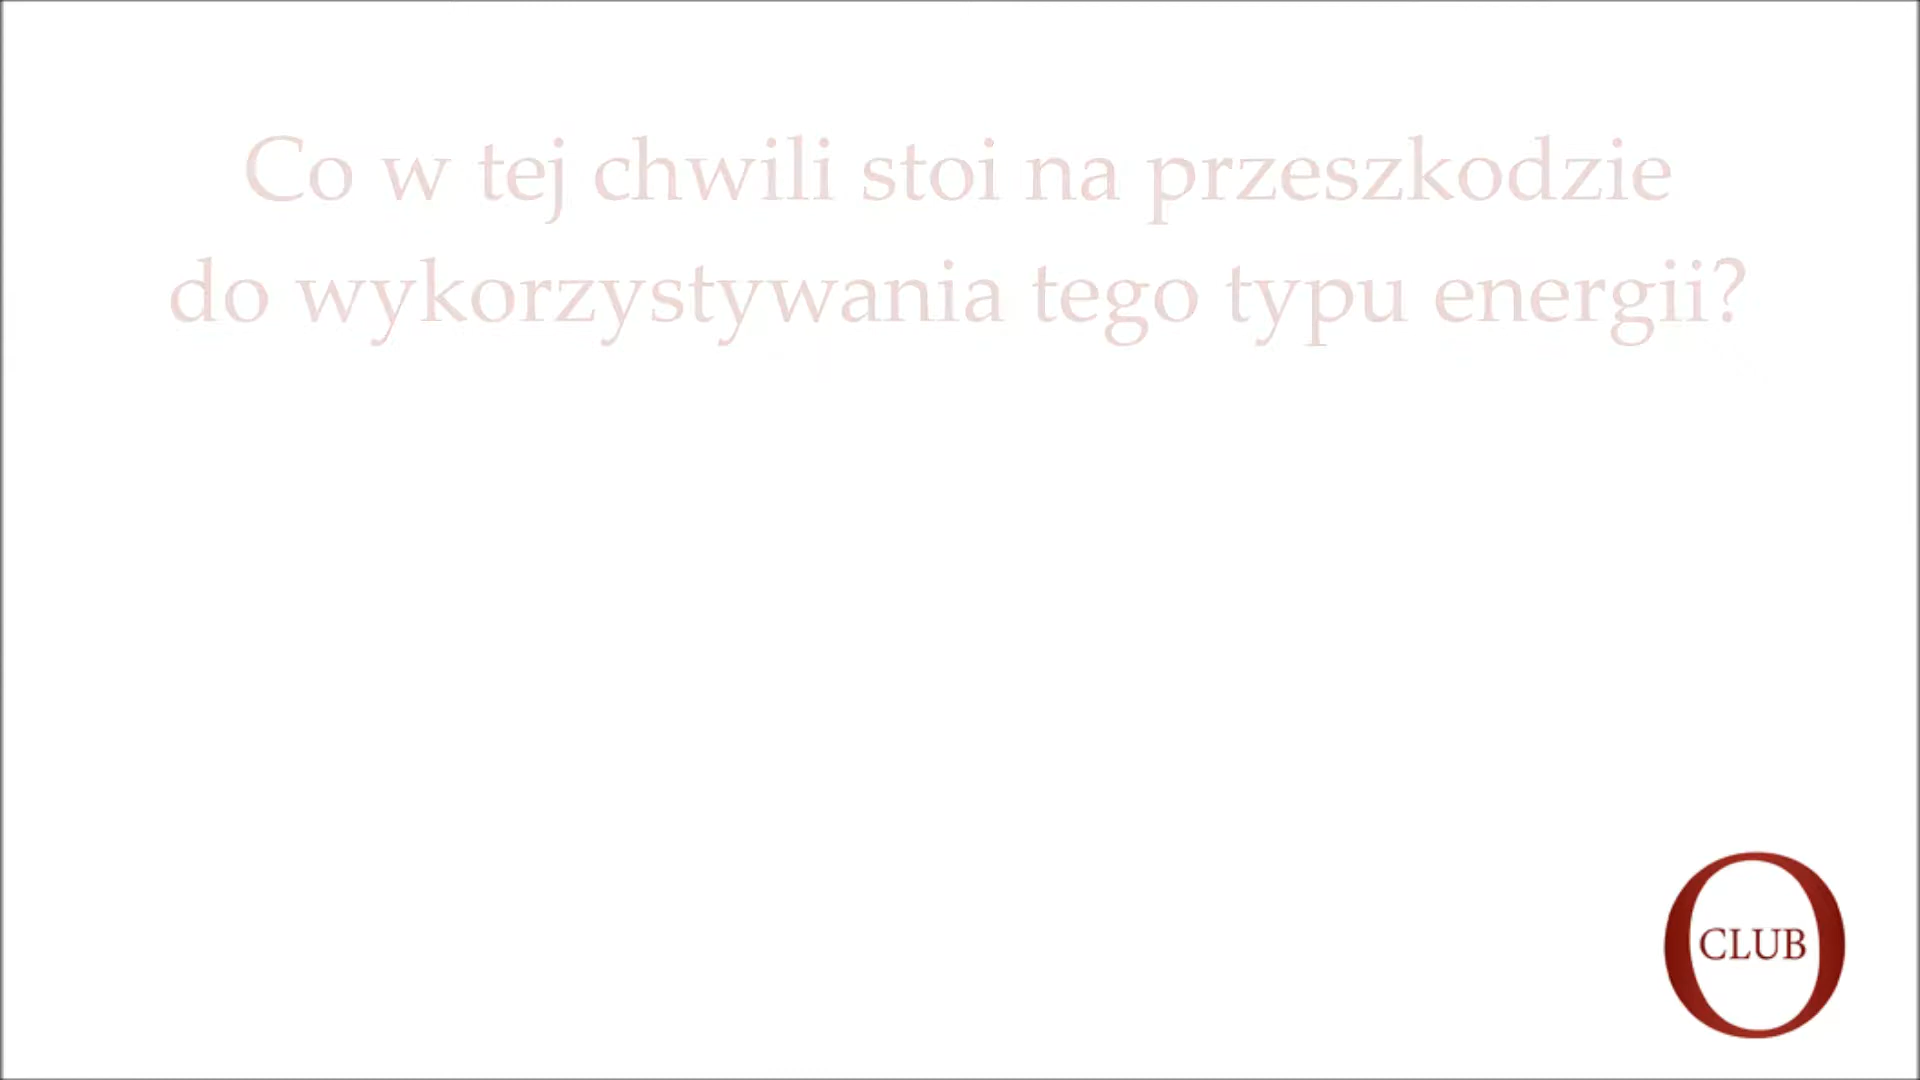 Co w tej chwili stoi na przeszkodzie
do wykorzystywania tego typu energii?
CLUB